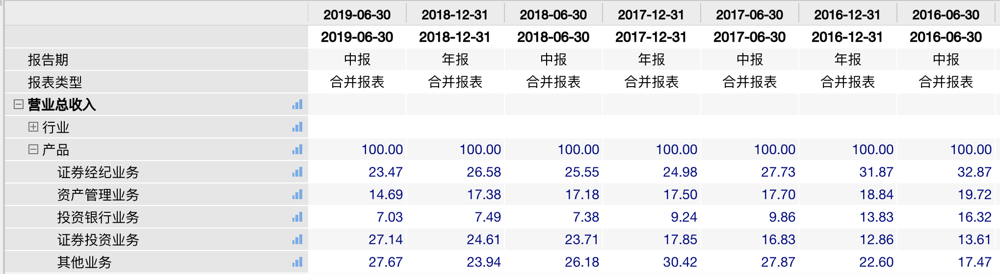 2019-06-30 2018-12-31 2018-06-30 2017-12-31 2017-06-30 2016-12-31 2016-06-30
2019-06-30 2018-12-31 2018-06-30 2017-12-31 2017-06-30 2016-12-31 2016-06-30
报告期 中报 年报 中报 年报 中报 年报 中报
报表类型 合并报表 合并报表 合并报表 合并报表 合并报表 合并报表 合并报表
营业总收入
行业
产品 100.00 100.00 100.00 100.00 100.00 100.00 100.00
证券经纪业务 23.47 26.58 25.55 24.98 27.73 31.87 32.87
资产管理业务 14.69 17.38 17.18 17.50 17.70 18.84 19.72
投资银行业务 7.03 7.49 7.38 9.24 9.86 13.83 16.32
证券投资业务 27.14 24.61 23.71 17.85 16.83 12.86 13.61
其他业务 27.67 23.94 26.18 30.42 27.87 22.60 17.47